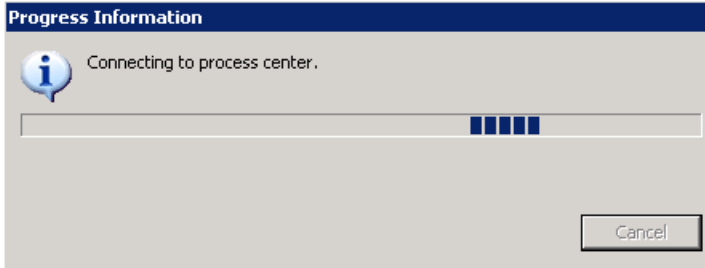 Progress Information
Connecting to process center.
Cancel